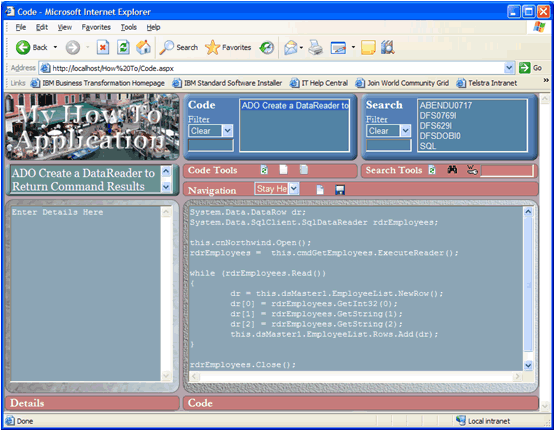 Code - Microsoft Internet Explorer
File Edit View Favorites Tools Help
Back Search Favorites
Address http://localhost/How%20To/Code.aspx Go
Links IBM Business Transformation Homepage IBM Standard Software Installer IT Help Central Join World Community Grid Telstra Intranet
My How To
Application
Code
Filter
Clear
ADO Create a DataReader to
Search
Filter
Clear
ABENDU0717
DFS0769I
DFS629I
DFSDOBI0
SQL
ADO Create a DataReader to
Return Command Results
Code Tools
Search Tools
Navigation Stay He
Enter Details Here
System.Data.DataRow dr;
System.Data.SqlClient.SqlDataReader rdrEmployees;
this.cnNorthwind.Open();
rdrEmployees = this.cmdGetEmployees.ExecuteReader();
while (rdrEmployees.Read())
{
dr = this.dsMaster1.EmployeeList.NewRow();
dr[0] = rdrEmployees.GetInt32(0);
dr[1] = rdrEmployees.GetString(1);
dr[2] = rdrEmployees.GetString(2);
this.dsMaster1.EmployeeList.Rows.Add(dr);
}
rdrEmployees.Close();
Details
Code
Done
Local intranet